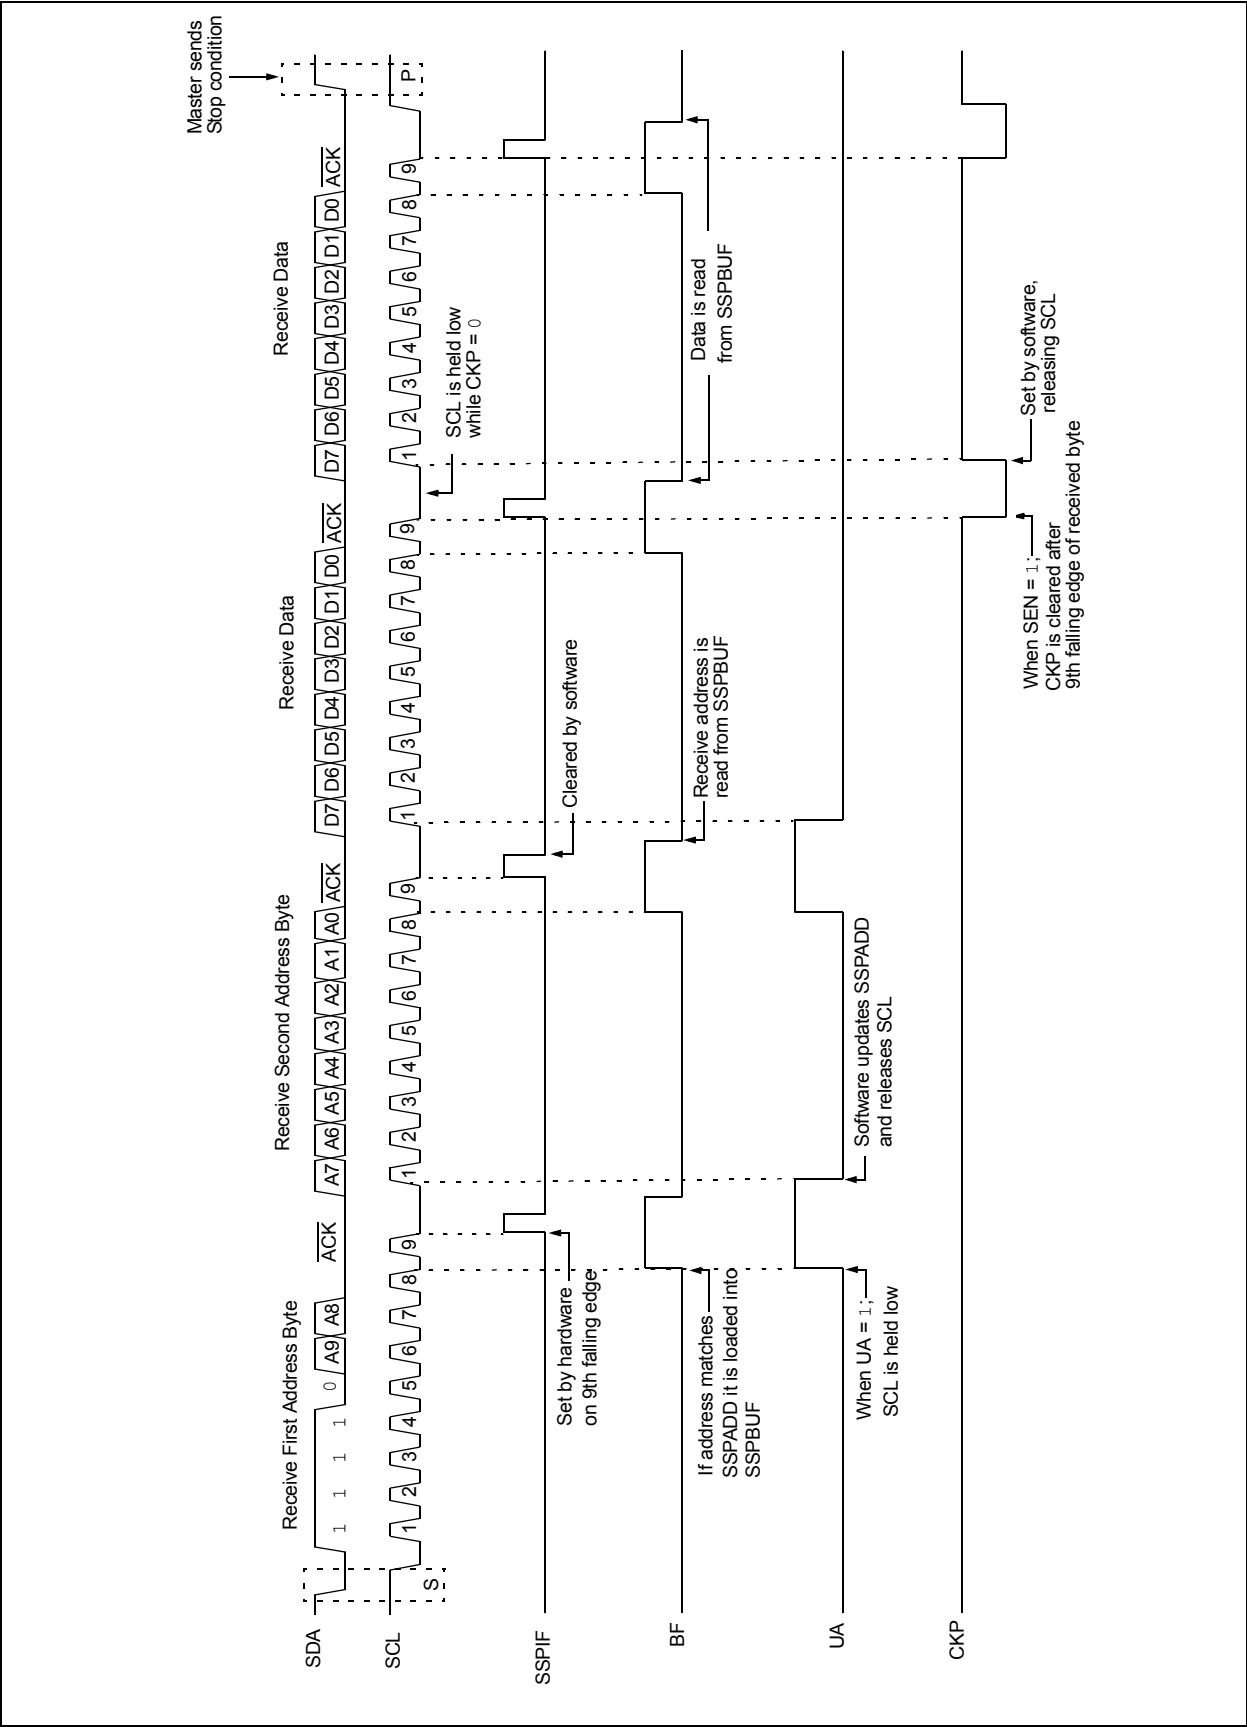 Master sends
Stop condition
Receive First Address Byte
Receive Second Address Byte
Receive Data
Receive Data
SDA
1 1 1 1 0 A9 A8 ACK A7 A6 A5 A4 A3 A2 A1 A0 ACK D7 D6 D5 D4 D3 D2 D1 D0 ACK D7 D6 D5 D4 D3 D2 D1 D0 ACK
SCL
S 1 2 3 4 5 6 7 8 9 1 2 3 4 5 6 7 8 9 1 2 3 4 5 6 7 8 9 1 2 3 4 5 6 7 8 9 P
SCL is held low
while CKP = 0
SSPIF
Set by hardware
on 9th falling edge
Cleared by software
BF
If address matches
SSPADD it is loaded into
SSPBUF
Receive address is
read from SSPBUF
Data is read
from SSPBUF
UA
When UA = 1;
SCL is held low
Software updates SSPADD
and releases SCL
CKP
When SEN = 1;
CKP is cleared after
9th falling edge of received byte
Set by software,
releasing SCL